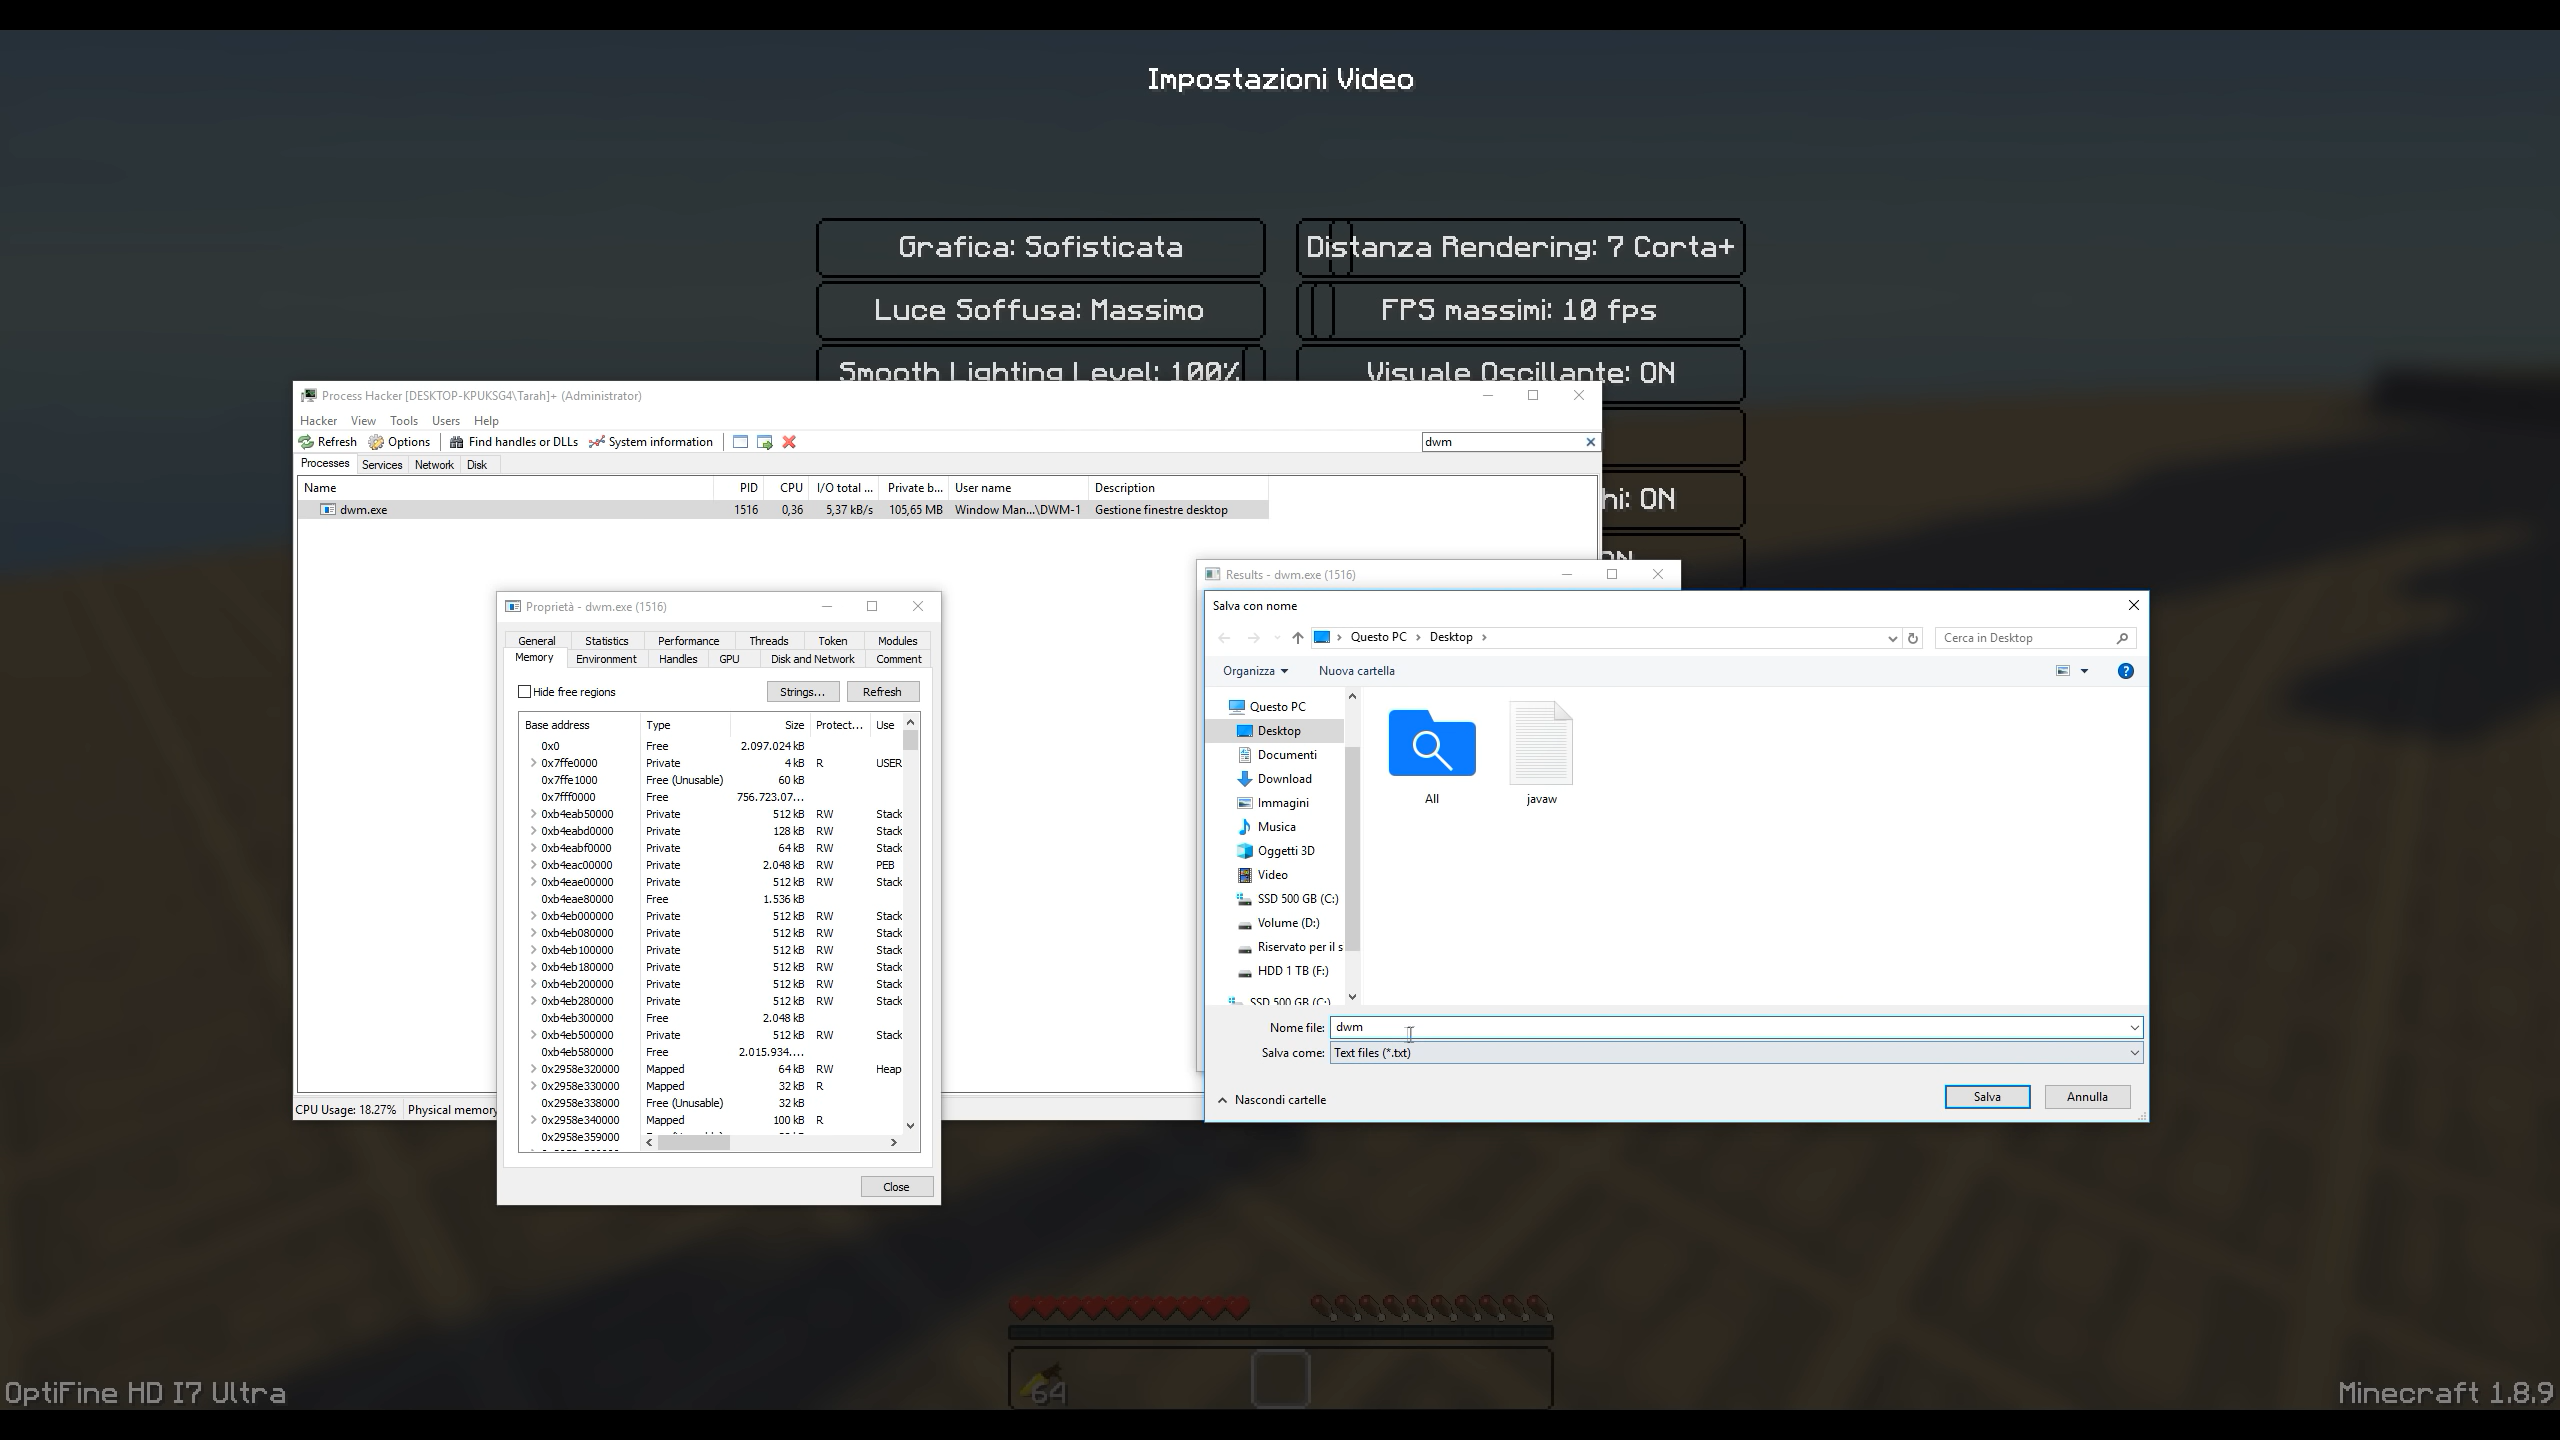 Impostazioni Video
Grafica: Sofisticata
Distanza Rendering: 7 Corta+
Luce Soffusa: Massimo
FPS massimi: 10 fps
Smooth Lighting Level: 100%
Visuale Oscillante: ON
hi: ON
ON
Process Hacker [DESKTOP-KPUKSG4\Tarah]+ (Administrator)
Hacker View Tools Users Help
Refresh Options Find handles or DLLs System information dwm
Processes Services Network Disk
Name PID CPU I/O total ... Private b... User name Description
dwm.exe 1516 0,36 5,37 kB/s 105,65 MB Window Man...\DWM-1 Gestione finestre desktop
CPU Usage: 18.27% Physical memory
Proprietà - dwm.exe (1516)
General Statistics Performance Threads Token Modules
Memory Environment Handles GPU Disk and Network Comment
Hide free regions Strings... Refresh
Base address Type Size Protect... Use
0x0 Free 2.097.024 kB
0x7ffe0000 Private 4 kB R USER
0x7ffe1000 Free (Unusable) 60 kB
0x7fff0000 Free 756.723.07...
0xb4eab50000 Private 512 kB RW Stack
0xb4eabd0000 Private 128 kB RW Stack
0xb4eabf0000 Private 64 kB RW Stack
0xb4eac00000 Private 2.048 kB RW PEB
0xb4eae00000 Private 512 kB RW Stack
0xb4eae80000 Free 1.536 kB
0xb4eb000000 Private 512 kB RW Stack
0xb4eb080000 Private 512 kB RW Stack
0xb4eb100000 Private 512 kB RW Stack
0xb4eb180000 Private 512 kB RW Stack
0xb4eb200000 Private 512 kB RW Stack
0xb4eb280000 Private 512 kB RW Stack
0xb4eb300000 Free 2.048 kB
0xb4eb500000 Private 512 kB RW Stack
0xb4eb580000 Free 2.015.934....
0x2958e320000 Mapped 64 kB RW Heap
0x2958e330000 Mapped 32 kB R
0x2958e338000 Free (Unusable) 32 kB
0x2958e340000 Mapped 100 kB R
0x2958e359000
Close
Results - dwm.exe (1516)
Salva con nome
Questo PC Desktop Cerca in Desktop
Organizza Nuova cartella
Questo PC
Desktop
Documenti
Download
Immagini
Musica
Oggetti 3D
Video
SSD 500 GB (C:)
Volume (D:)
Riservato per il s
HDD 1 TB (F:)
SSD 500 GB (C:)
All javaw
Nome file: dwm
Salva come: Text files (*.txt)
Nascondi cartelle Salva Annulla
64
OptiFine HD I7 Ultra
Minecraft 1.8.9